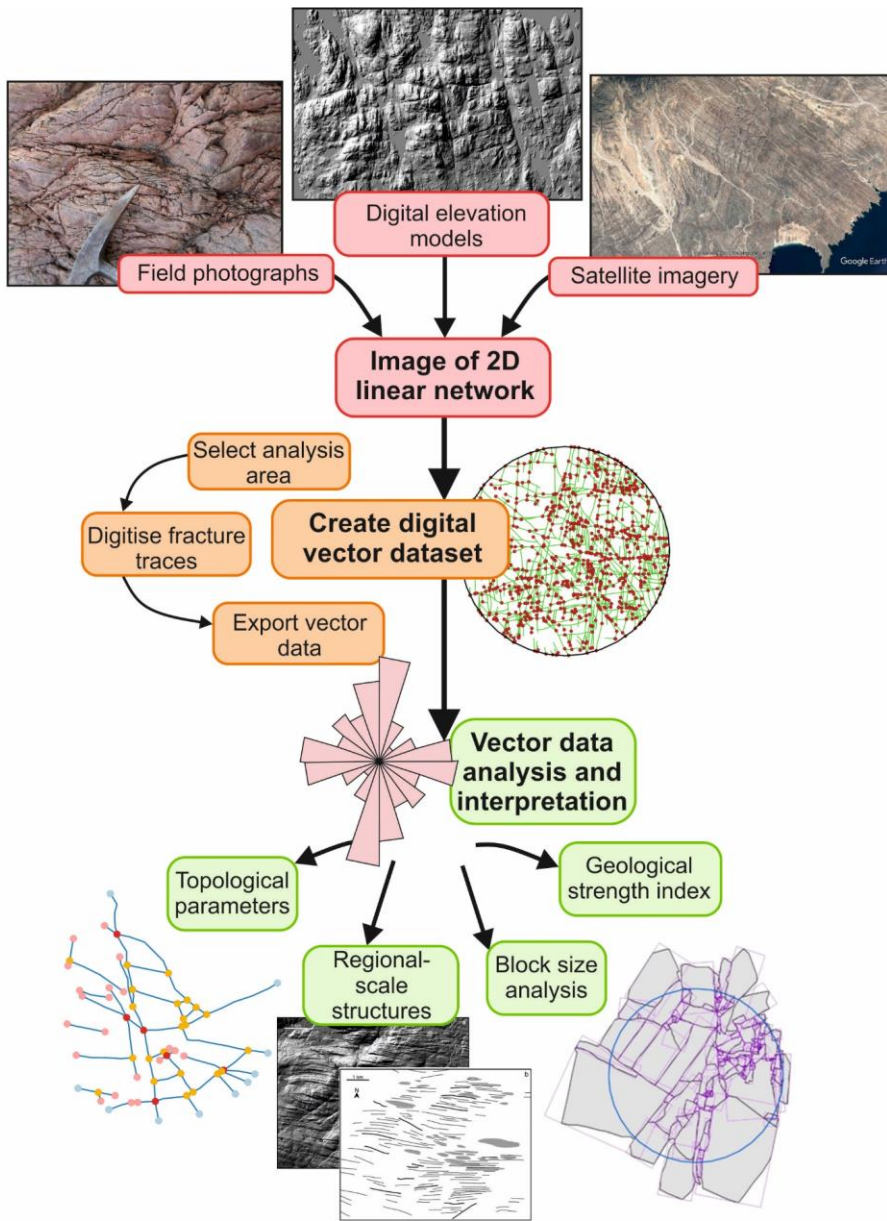 Digital elevation
models
Field photographs
Satellite imagery
Google Earth
Image of 2D
linear network
Select analysis
area
Digitise fracture
traces
Create digital
vector dataset
Export vector
data
Vector data
analysis and
interpretation
Topological
parameters
Geological
strength index
Regional-
scale
structures
Block size
analysis
1 km
N
b